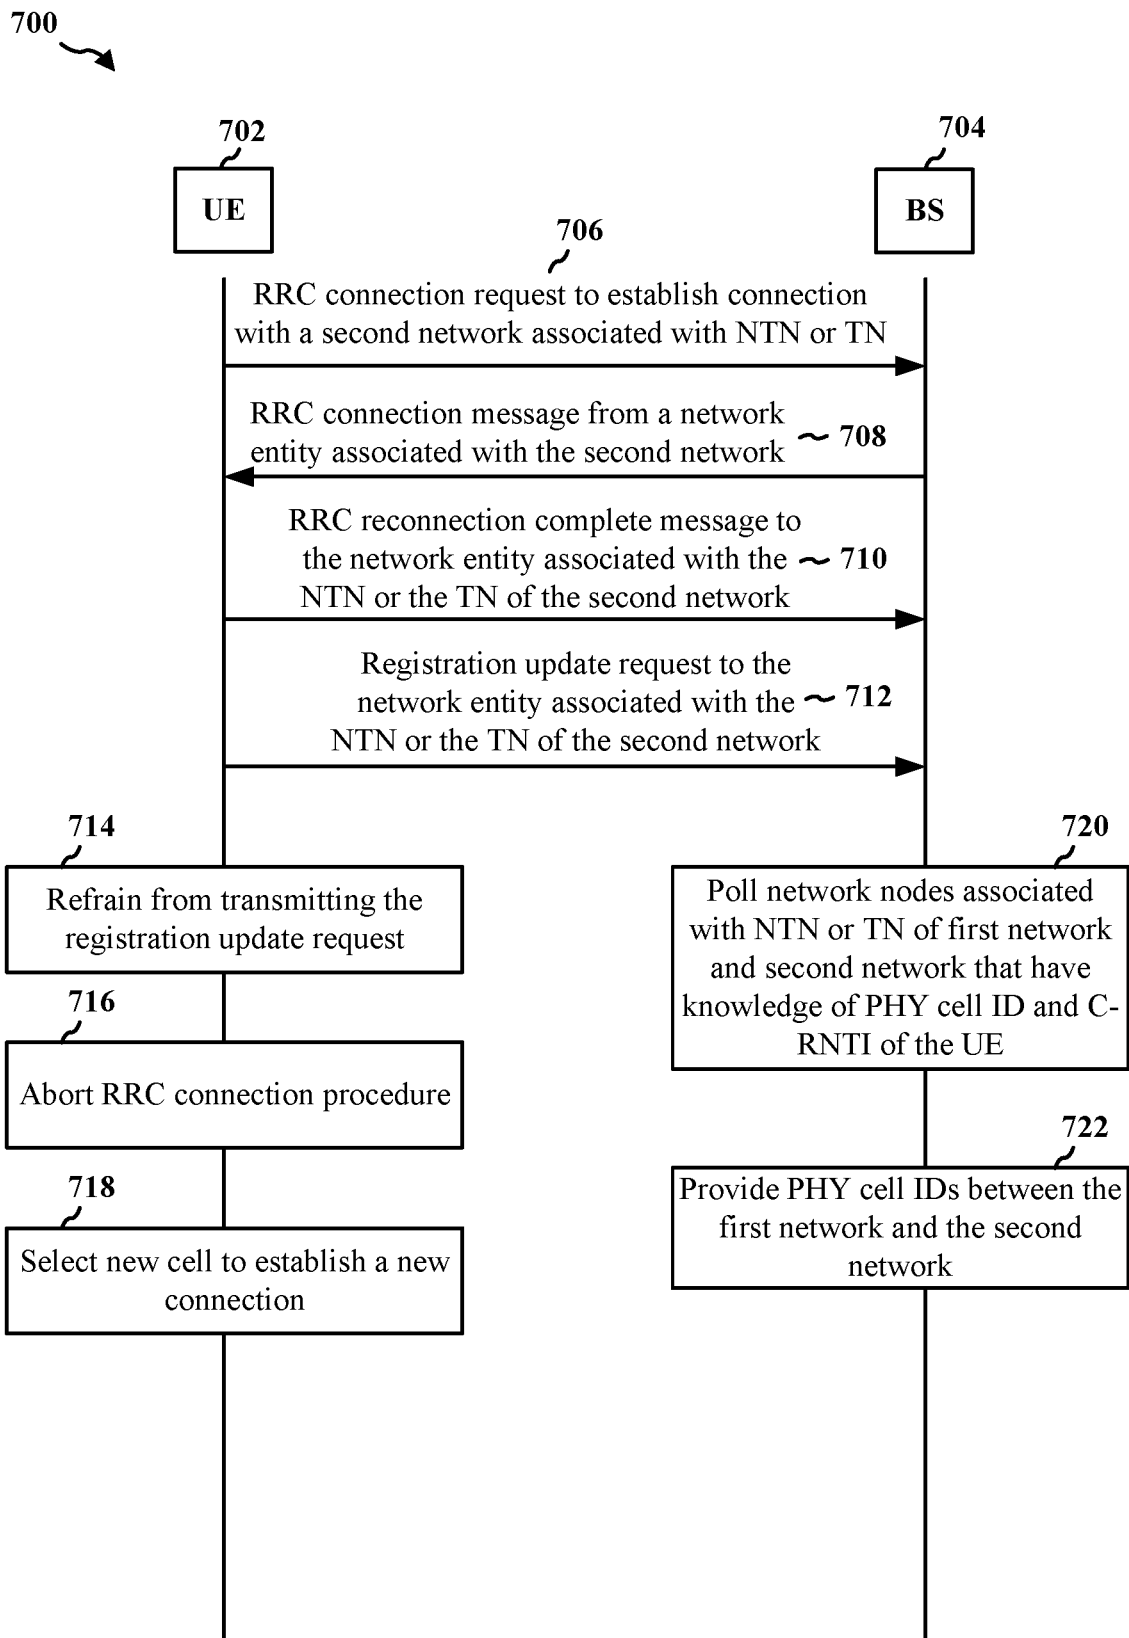 700
702
704
UE
BS
706
RRC connection request to establish connection
with a second network associated with NTN or TN
RRC connection message from a network
entity associated with the second network
708
RRC reconnection complete message to
the network entity associated with the
NTN or the TN of the second network
710
Registration update request to the
network entity associated with the
NTN or the TN of the second network
712
714
Refrain from transmitting the
registration update request
716
Abort RRC connection procedure
718
Select new cell to establish a new
connection
720
Poll network nodes associated
with NTN or TN of first network
and second network that have
knowledge of PHY cell ID and C-
RNTI of the UE
722
Provide PHY cell IDs between the
first network and the second
network